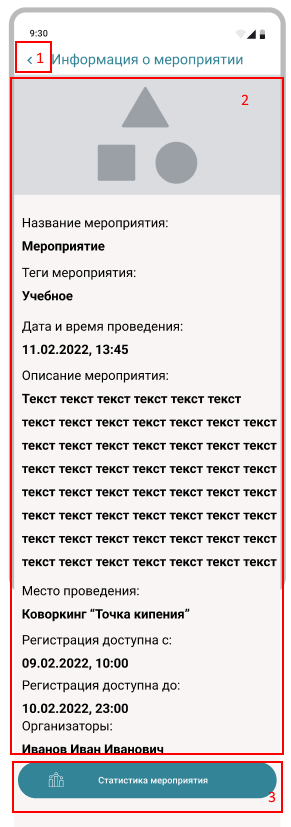 9:30
< 1 Информация о мероприятии
2
Название мероприятия:
Мероприятие
Теги мероприятия:
Учебное
Дата и время проведения:
11.02.2022, 13:45
Описание мероприятия:
Текст текст текст текст текст текст
текст текст текст текст текст текст текст
текст текст текст текст текст текст текст
текст текст текст текст текст текст текст
текст текст текст текст текст текст текст
текст текст текст текст текст текст текст
текст текст текст текст текст текст текст
текст текст текст текст текст текст текст
Место проведения:
Коворкинг “Точка кипения”
Регистрация доступна с:
09.02.2022, 10:00
Регистрация доступна до:
10.02.2022, 23:00
Организаторы:
Иванов Иван Иванович
Статистика мероприятия
3